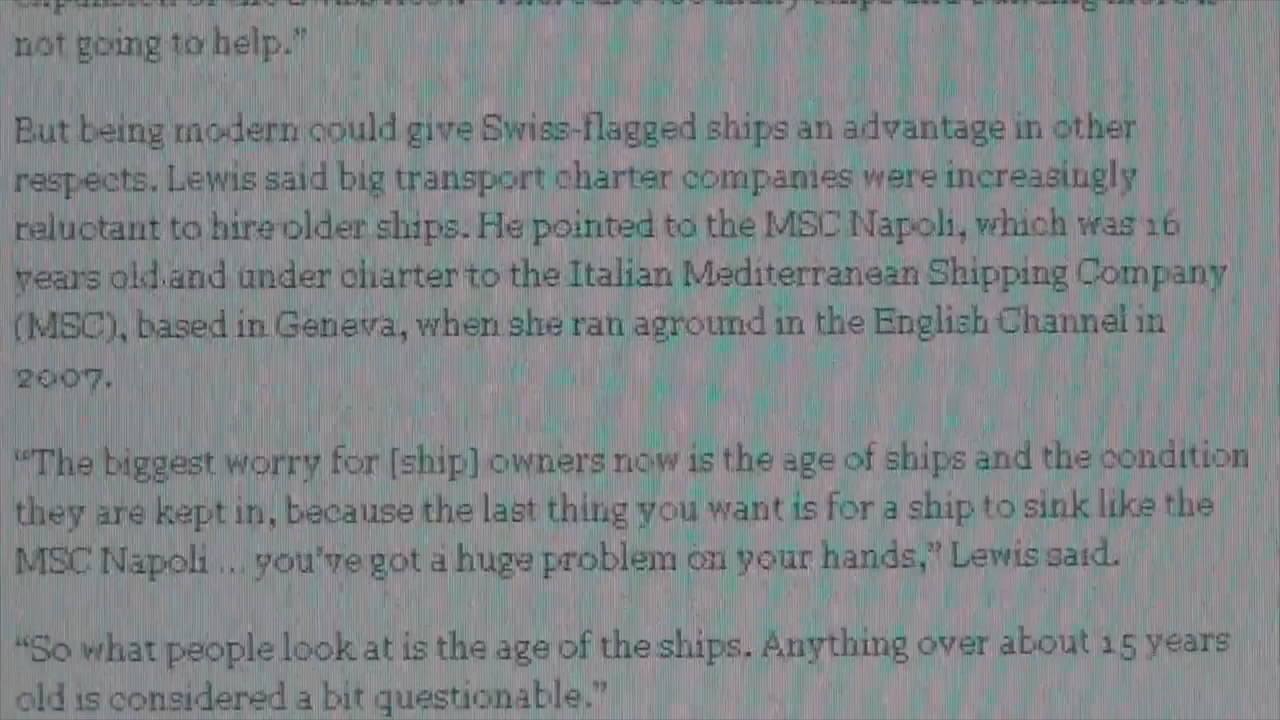 not going to help.”
But being modern could give Swiss-flagged ships an advantage in other
respects. Lewis said big transport charter companies were increasingly
reluctant to hire older ships. He pointed to the MSC Napoli, which was 16
years old and under charter to the Italian Mediterranean Shipping Company
(MSC), based in Geneva, when she ran aground in the English Channel in
2007.
“The biggest worry for [ship] owners now is the age of ships and the condition
they are kept in, because the last thing you want is for a ship to sink like the
MSC Napoli ... you’ve got a huge problem on your hands,” Lewis said.
“So what people look at is the age of the ships. Anything over about 15 years
old is considered a bit questionable.”